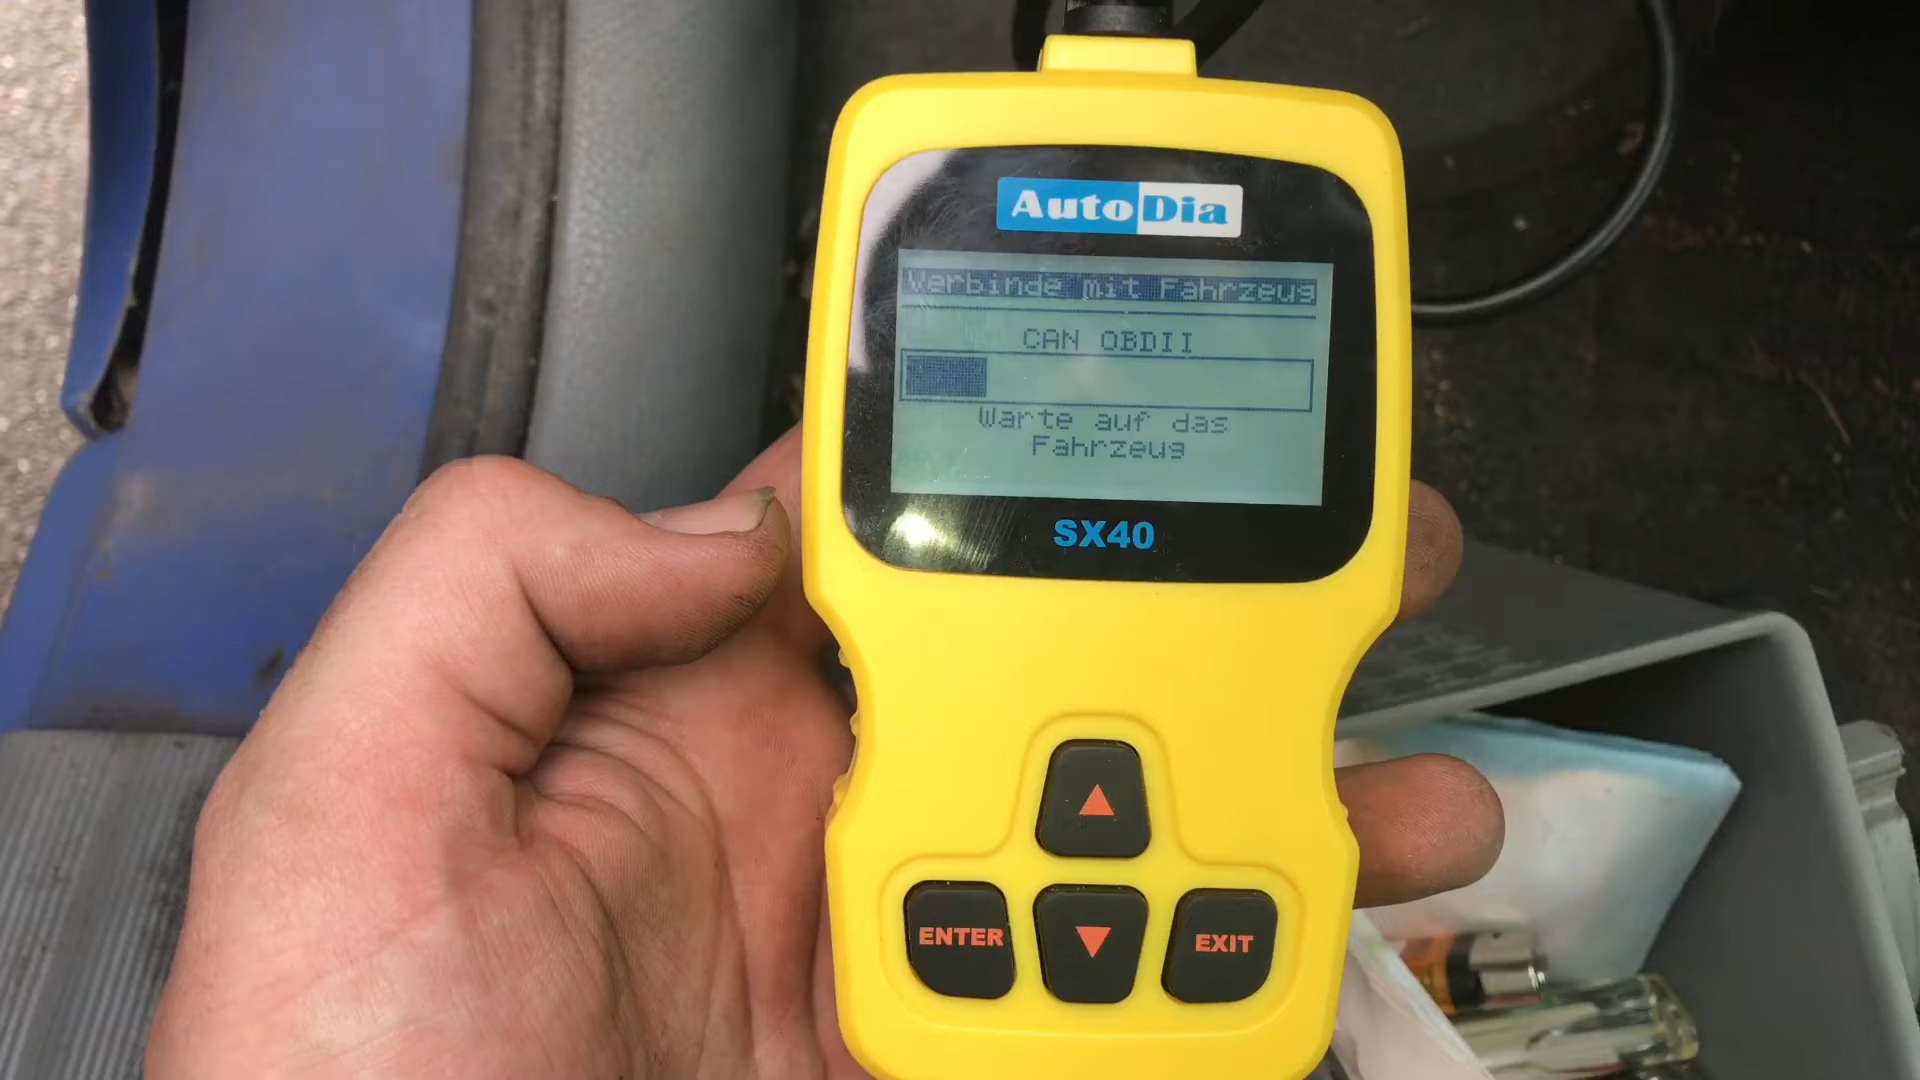 AutoDia
Verbinde mit Fahrzeug
CAN OBDII
Warte auf das
Fahrzeug
SX40
▲
ENTER
▼
EXIT